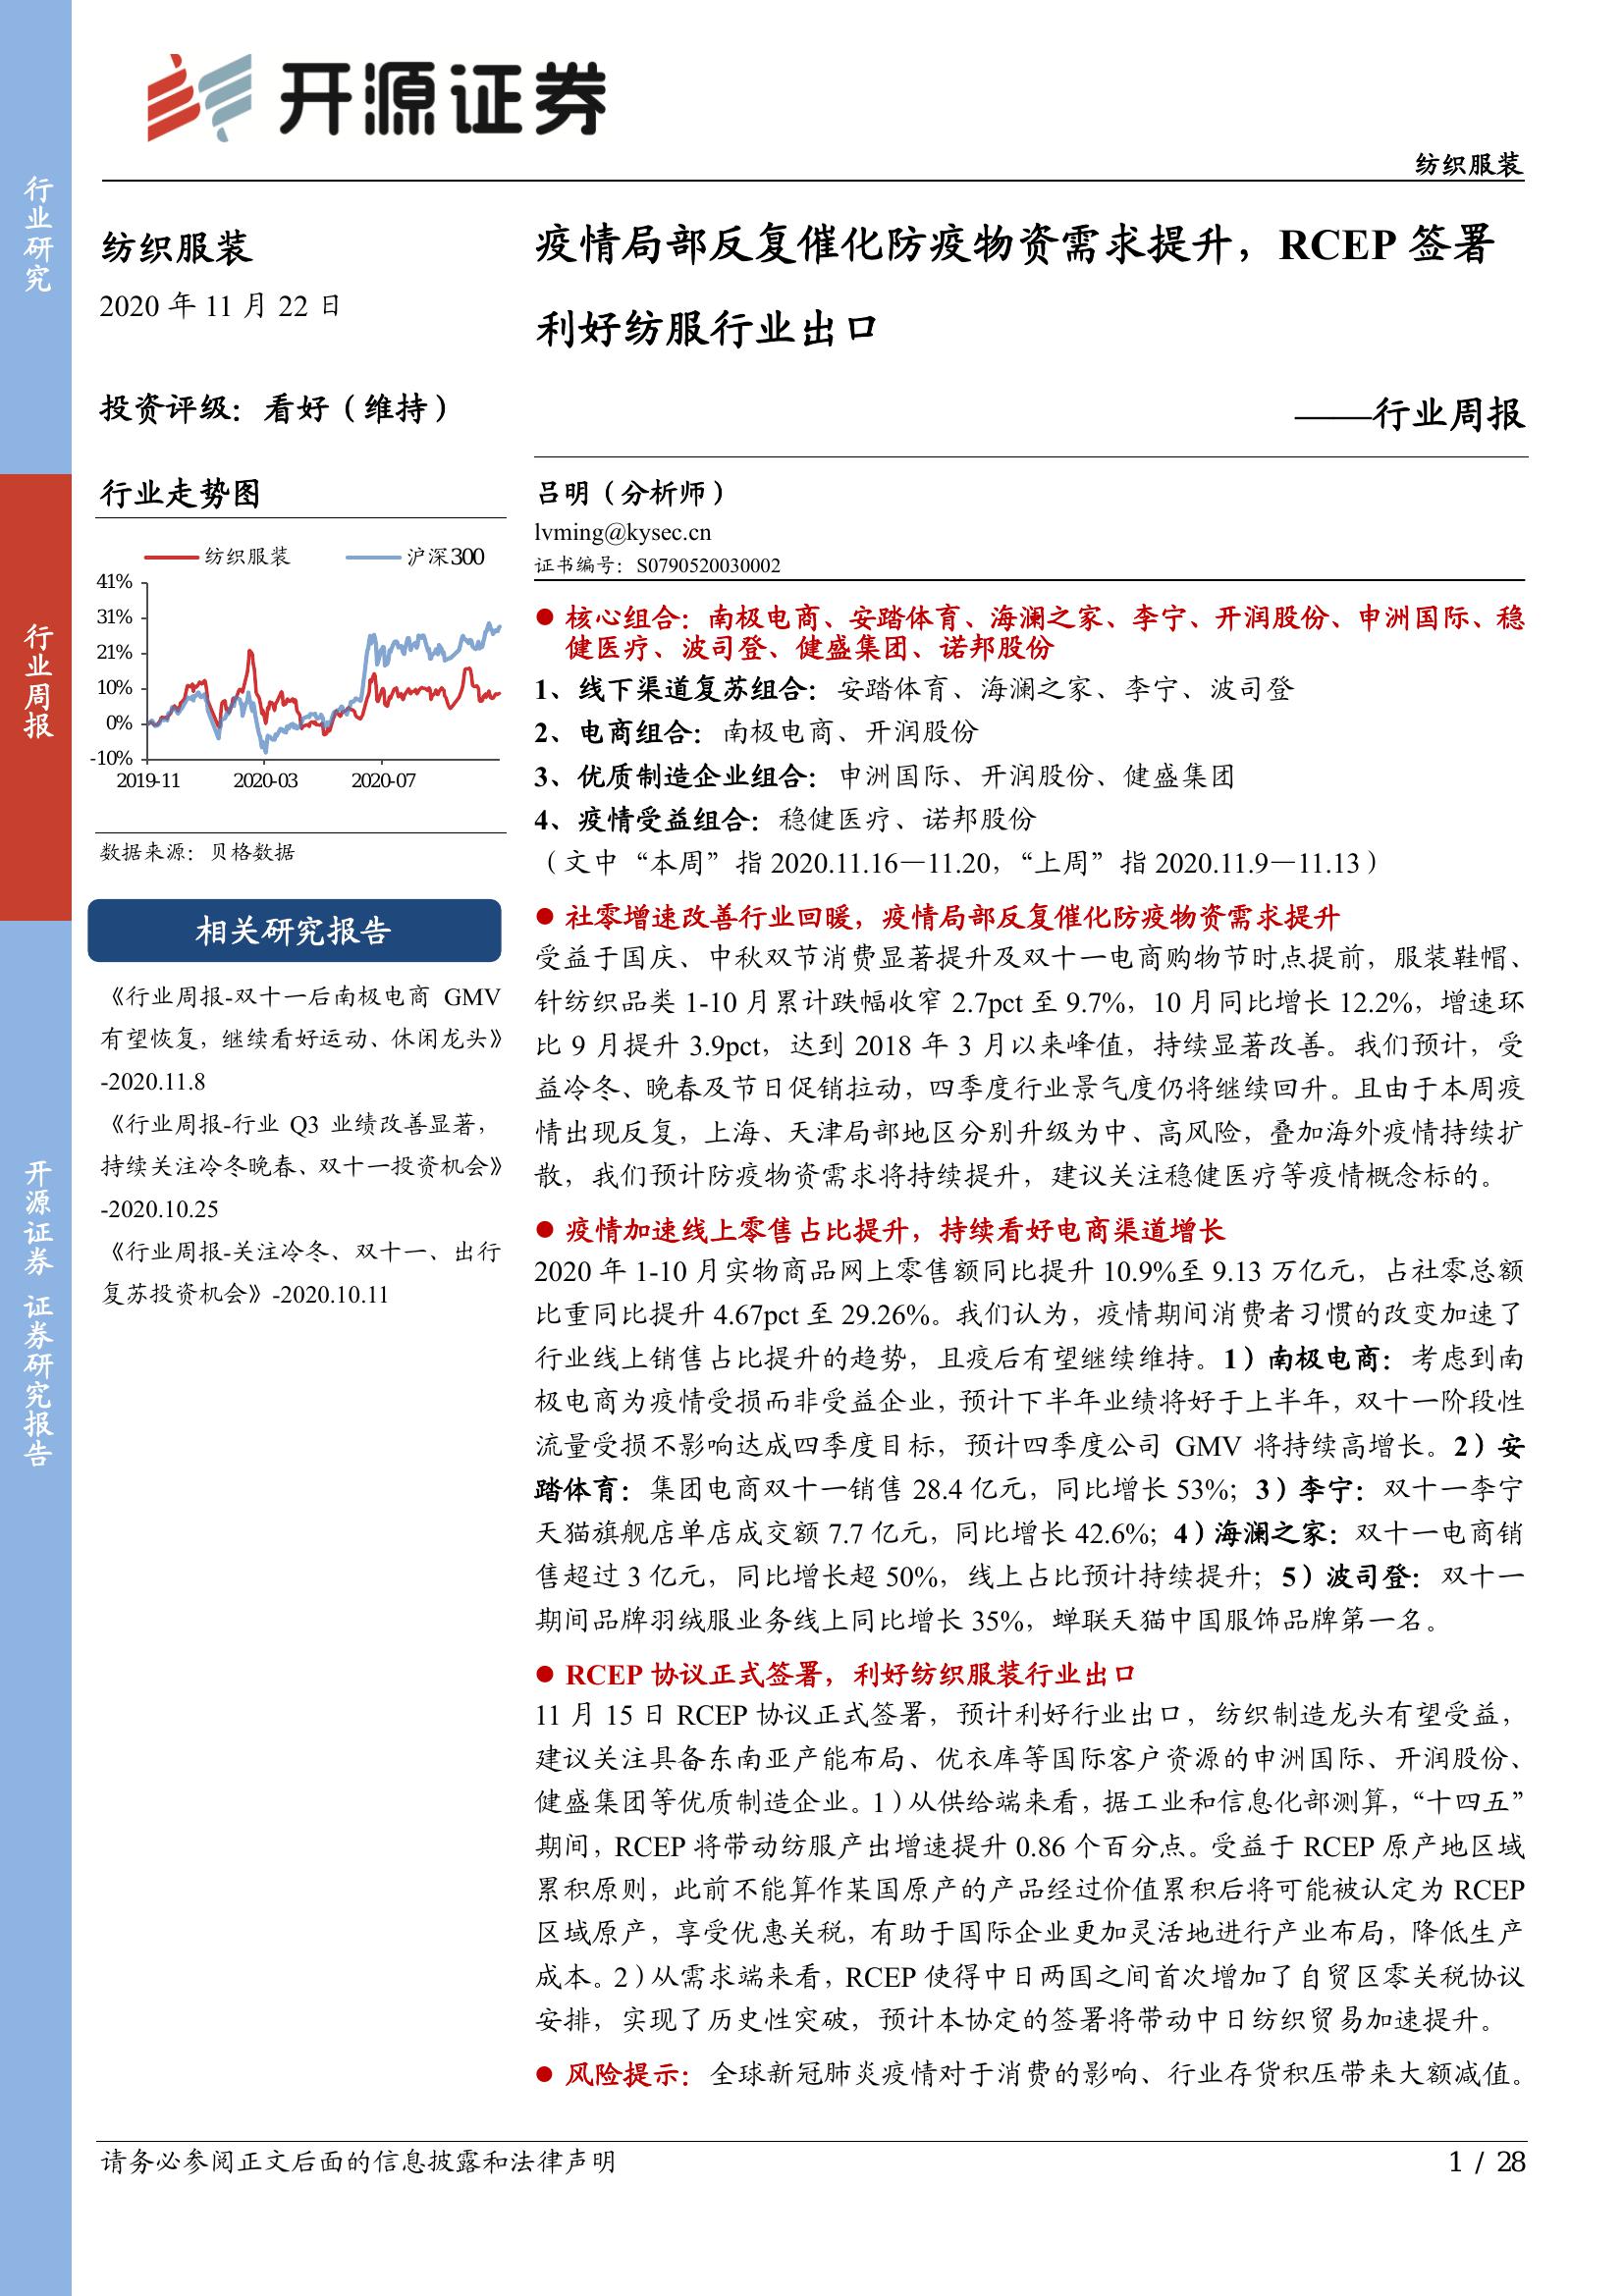 开源证券
纺织服装
行业研究
行业周报
开源证券 证券研究报告
纺织服装
2020 年 11 月 22 日
投资评级：看好（维持）
行业走势图
纺织服装 沪深300
41%
31%
21%
10%
0%
-10%
2019-11 2020-03 2020-07
数据来源：贝格数据
相关研究报告
《行业周报-双十一后南极电商 GMV
有望恢复，继续看好运动、休闲龙头》
-2020.11.8
《行业周报-行业 Q3 业绩改善显著，
持续关注冷冬晚春、双十一投资机会》
-2020.10.25
《行业周报-关注冷冬、双十一、出行
复苏投资机会》-2020.10.11
疫情局部反复催化防疫物资需求提升，RCEP 签署
利好纺服行业出口
——行业周报
吕明（分析师）
lvming@kysec.cn
证书编号：S0790520030002
● 核心组合：南极电商、安踏体育、海澜之家、李宁、开润股份、申洲国际、稳
健医疗、波司登、健盛集团、诺邦股份
1、线下渠道复苏组合：安踏体育、海澜之家、李宁、波司登
2、电商组合：南极电商、开润股份
3、优质制造企业组合：申洲国际、开润股份、健盛集团
4、疫情受益组合：稳健医疗、诺邦股份
（文中“本周”指 2020.11.16—11.20，“上周”指 2020.11.9—11.13）
● 社零增速改善行业回暖，疫情局部反复催化防疫物资需求提升
受益于国庆、中秋双节消费显著提升及双十一电商购物节时点提前，服装鞋帽、
针纺织品类 1-10 月累计跌幅收窄 2.7pct 至 9.7%，10 月同比增长 12.2%，增速环
比 9 月提升 3.9pct，达到 2018 年 3 月以来峰值，持续显著改善。我们预计，受
益冷冬、晚春及节日促销拉动，四季度行业景气度仍将继续回升。且由于本周疫
情出现反复，上海、天津局部地区分别升级为中、高风险，叠加海外疫情持续扩
散，我们预计防疫物资需求将持续提升，建议关注稳健医疗等疫情概念标的。
● 疫情加速线上零售占比提升，持续看好电商渠道增长
2020 年 1-10 月实物商品网上零售额同比提升 10.9%至 9.13 万亿元，占社零总额
比重同比提升 4.67pct 至 29.26%。我们认为，疫情期间消费者习惯的改变加速了
行业线上销售占比提升的趋势，且疫后有望继续维持。1）南极电商：考虑到南
极电商为疫情受损而非受益企业，预计下半年业绩将好于上半年，双十一阶段性
流量受损不影响达成四季度目标，预计四季度公司 GMV 将持续高增长。2）安
踏体育：集团电商双十一销售 28.4 亿元，同比增长 53%；3）李宁：双十一李宁
天猫旗舰店单店成交额 7.7 亿元，同比增长 42.6%；4）海澜之家：双十一电商销
售超过 3 亿元，同比增长超 50%，线上占比预计持续提升；5）波司登：双十一
期间品牌羽绒服业务线上同比增长 35%，蝉联天猫中国服饰品牌第一名。
● RCEP 协议正式签署，利好纺织服装行业出口
11 月 15 日 RCEP 协议正式签署，预计利好行业出口，纺织制造龙头有望受益，
建议关注具备东南亚产能布局、优衣库等国际客户资源的申洲国际、开润股份、
健盛集团等优质制造企业。1）从供给端来看，据工业和信息化部测算，“十四五”
期间，RCEP 将带动纺服产出增速提升 0.86 个百分点。受益于 RCEP 原产地区域
累积原则，此前不能算作某国原产的产品经过价值累积后将可能被认定为 RCEP
区域原产，享受优惠关税，有助于国际企业更加灵活地进行产业布局，降低生产
成本。2）从需求端来看，RCEP 使得中日两国之间首次增加了自贸区零关税协议
安排，实现了历史性突破，预计本协定的签署将带动中日纺织贸易加速提升。
● 风险提示：全球新冠肺炎疫情对于消费的影响、行业存货积压带来大额减值。
请务必参阅正文后面的信息披露和法律声明
1 / 28